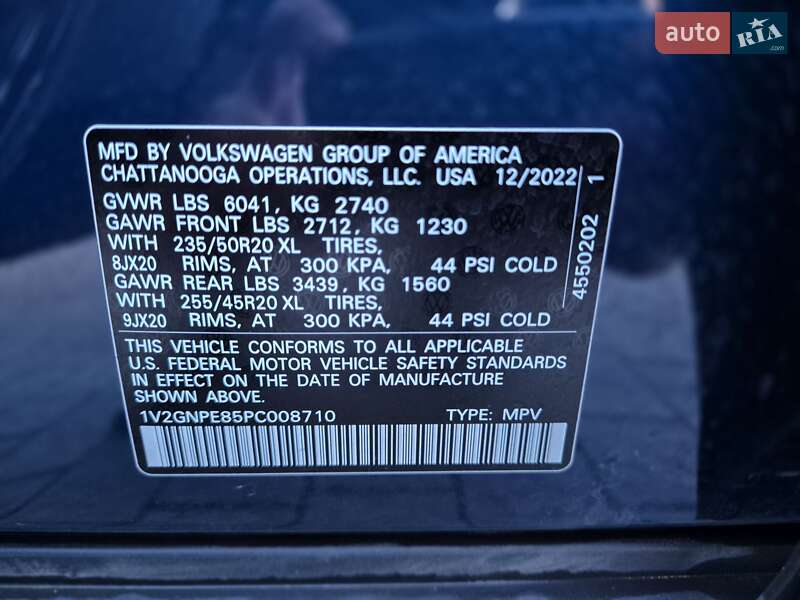 auto RIA .com
MFD BY VOLKSWAGEN GROUP OF AMERICA
CHATTANOOGA OPERATIONS, LLC. USA 12/2022
GVWR LBS 6041, KG 2740
GAWR FRONT LBS 2712, KG 1230
WITH 235/50R20 XL TIRES,
8JX20 RIMS, AT 300 KPA, 44 PSI COLD
GAWR REAR LBS 3439, KG 1560
WITH 255/45R20 XL TIRES,
9JX20 RIMS, AT 300 KPA, 44 PSI COLD
4550202 1
THIS VEHICLE CONFORMS TO ALL APPLICABLE
U.S. FEDERAL MOTOR VEHICLE SAFETY STANDARDS
IN EFFECT ON THE DATE OF MANUFACTURE
SHOWN ABOVE.
1V2GNPE85PC008710 TYPE: MPV